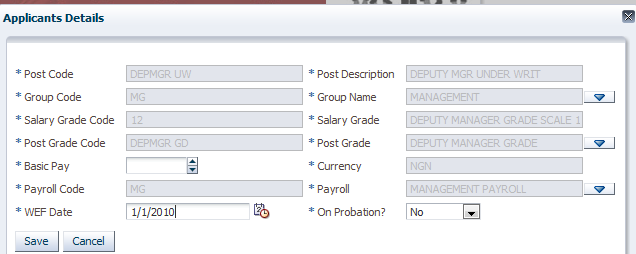 Applicants Details
* Post Code DEPMGR UW * Post Description DEPUTY MGR UNDER WRIT
* Group Code MG * Group Name MANAGEMENT
* Salary Grade Code 12 * Salary Grade DEPUTY MANAGER GRADE SCALE 1
* Post Grade Code DEPMGR GD * Post Grade DEPUTY MANAGER GRADE
* Basic Pay * Currency NGN
* Payroll Code MG * Payroll MANAGEMENT PAYROLL
* WEF Date 1/1/2010 * On Probation? No
Save Cancel